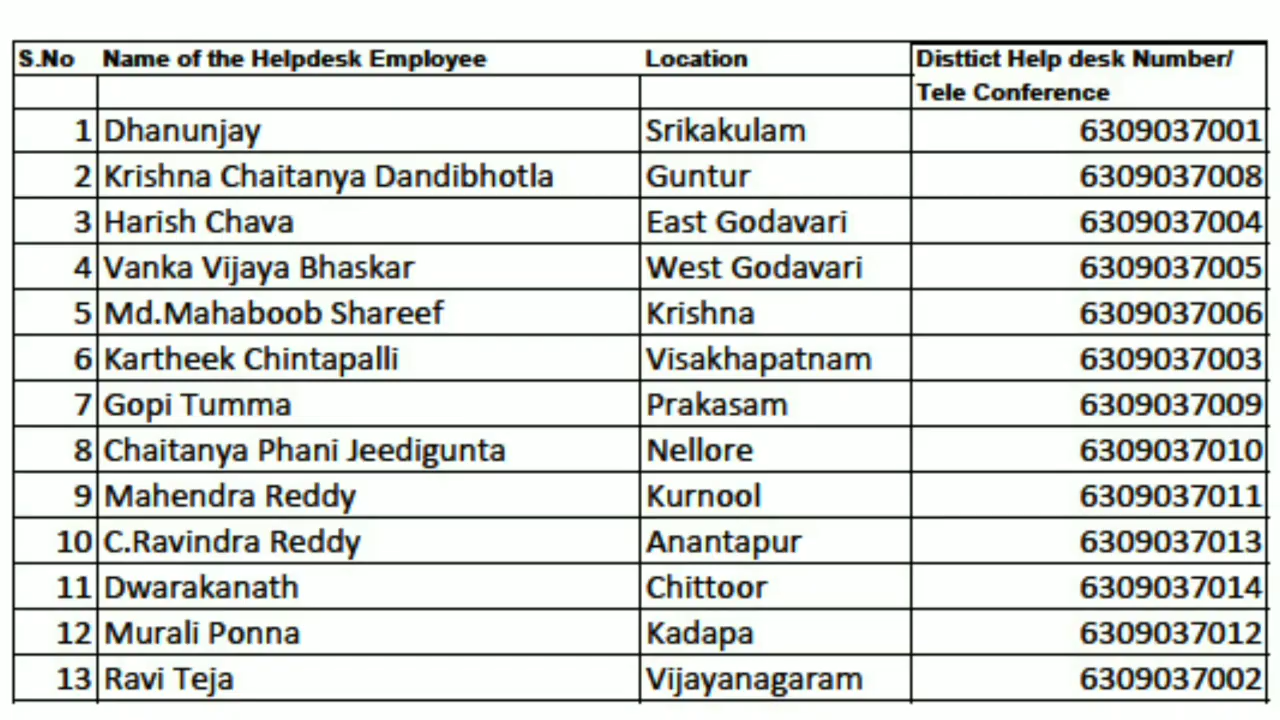 S.No Name of the Helpdesk Employee Location Disttict Help desk Number/
Tele Conference
1 Dhanunjay Srikakulam 6309037001
2 Krishna Chaitanya Dandibhotla Guntur 6309037008
3 Harish Chava East Godavari 6309037004
4 Vanka Vijaya Bhaskar West Godavari 6309037005
5 Md.Mahaboob Shareef Krishna 6309037006
6 Kartheek Chintapalli Visakhapatnam 6309037003
7 Gopi Tumma Prakasam 6309037009
8 Chaitanya Phani Jeedigunta Nellore 6309037010
9 Mahendra Reddy Kurnool 6309037011
10 C.Ravindra Reddy Anantapur 6309037013
11 Dwarakanath Chittoor 6309037014
12 Murali Ponna Kadapa 6309037012
13 Ravi Teja Vijayanagaram 6309037002